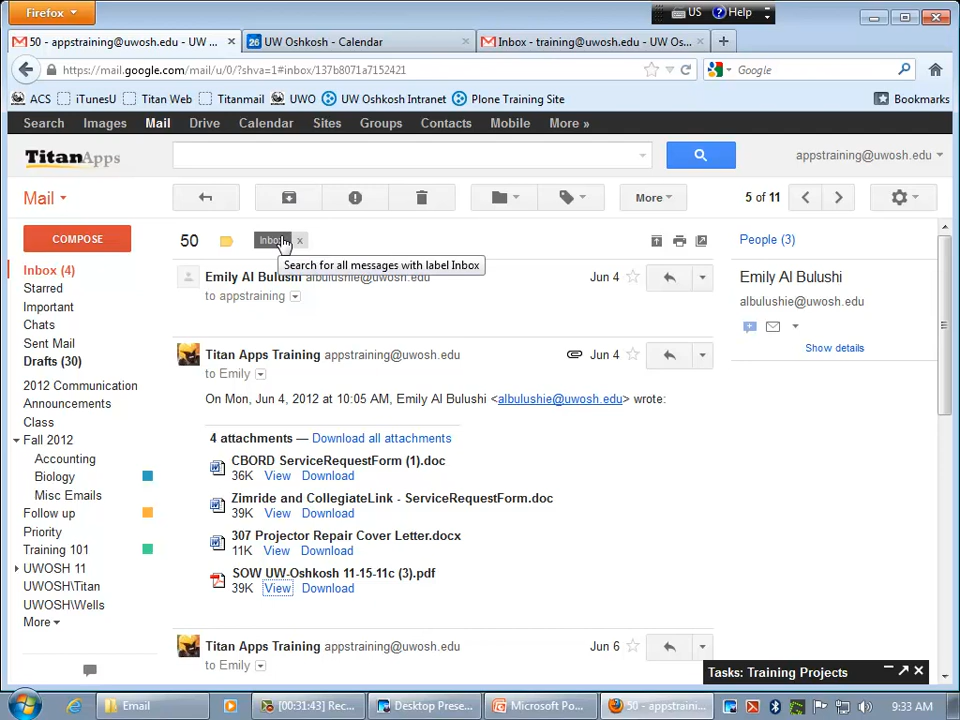 Firefox
US Help
50 - appstraining@uwosh.edu - UW ... x
26 UW Oshkosh - Calendar x
Inbox - training@uwosh.edu - UW Os... x +
https://mail.google.com/mail/u/0/?shva=1#inbox/137b8071a7152421
Google
ACS iTunesU Titan Web Titanmail UWO UW Oshkosh Intranet Plone Training Site Bookmarks
Search Images Mail Drive Calendar Sites Groups Contacts Mobile More »
TitanApps
appstraining@uwosh.edu
Mail
More
5 of 11
COMPOSE
50
Inbox x
People (3)
Inbox (4)
Starred
Important
Chats
Sent Mail
Drafts (30)
2012 Communication
Announcements
Class
Fall 2012
Accounting
Biology
Misc Emails
Follow up
Priority
Training 101
UWOSH 11
UWOSH\Titan
UWOSH\Wells
More
Search for all messages with label Inbox
Emily Al Bulushi albulushie@uwosh.edu Jun 4
to appstraining
Titan Apps Training appstraining@uwosh.edu Jun 4
to Emily
On Mon, Jun 4, 2012 at 10:05 AM, Emily Al Bulushi <albulushie@uwosh.edu> wrote:
4 attachments — Download all attachments
CBORD ServiceRequestForm (1).doc
36K View Download
Zimride and CollegiateLink - ServiceRequestForm.doc
39K View Download
307 Projector Repair Cover Letter.docx
11K View Download
SOW UW-Oshkosh 11-15-11c (3).pdf
39K View Download
Titan Apps Training appstraining@uwosh.edu Jun 6
to Emily
Emily Al Bulushi
albulushie@uwosh.edu
Show details
Tasks: Training Projects
Email
[00:31:43] Rec...
Desktop Prese...
Microsoft Po...
50 - appstraini...
9:33 AM